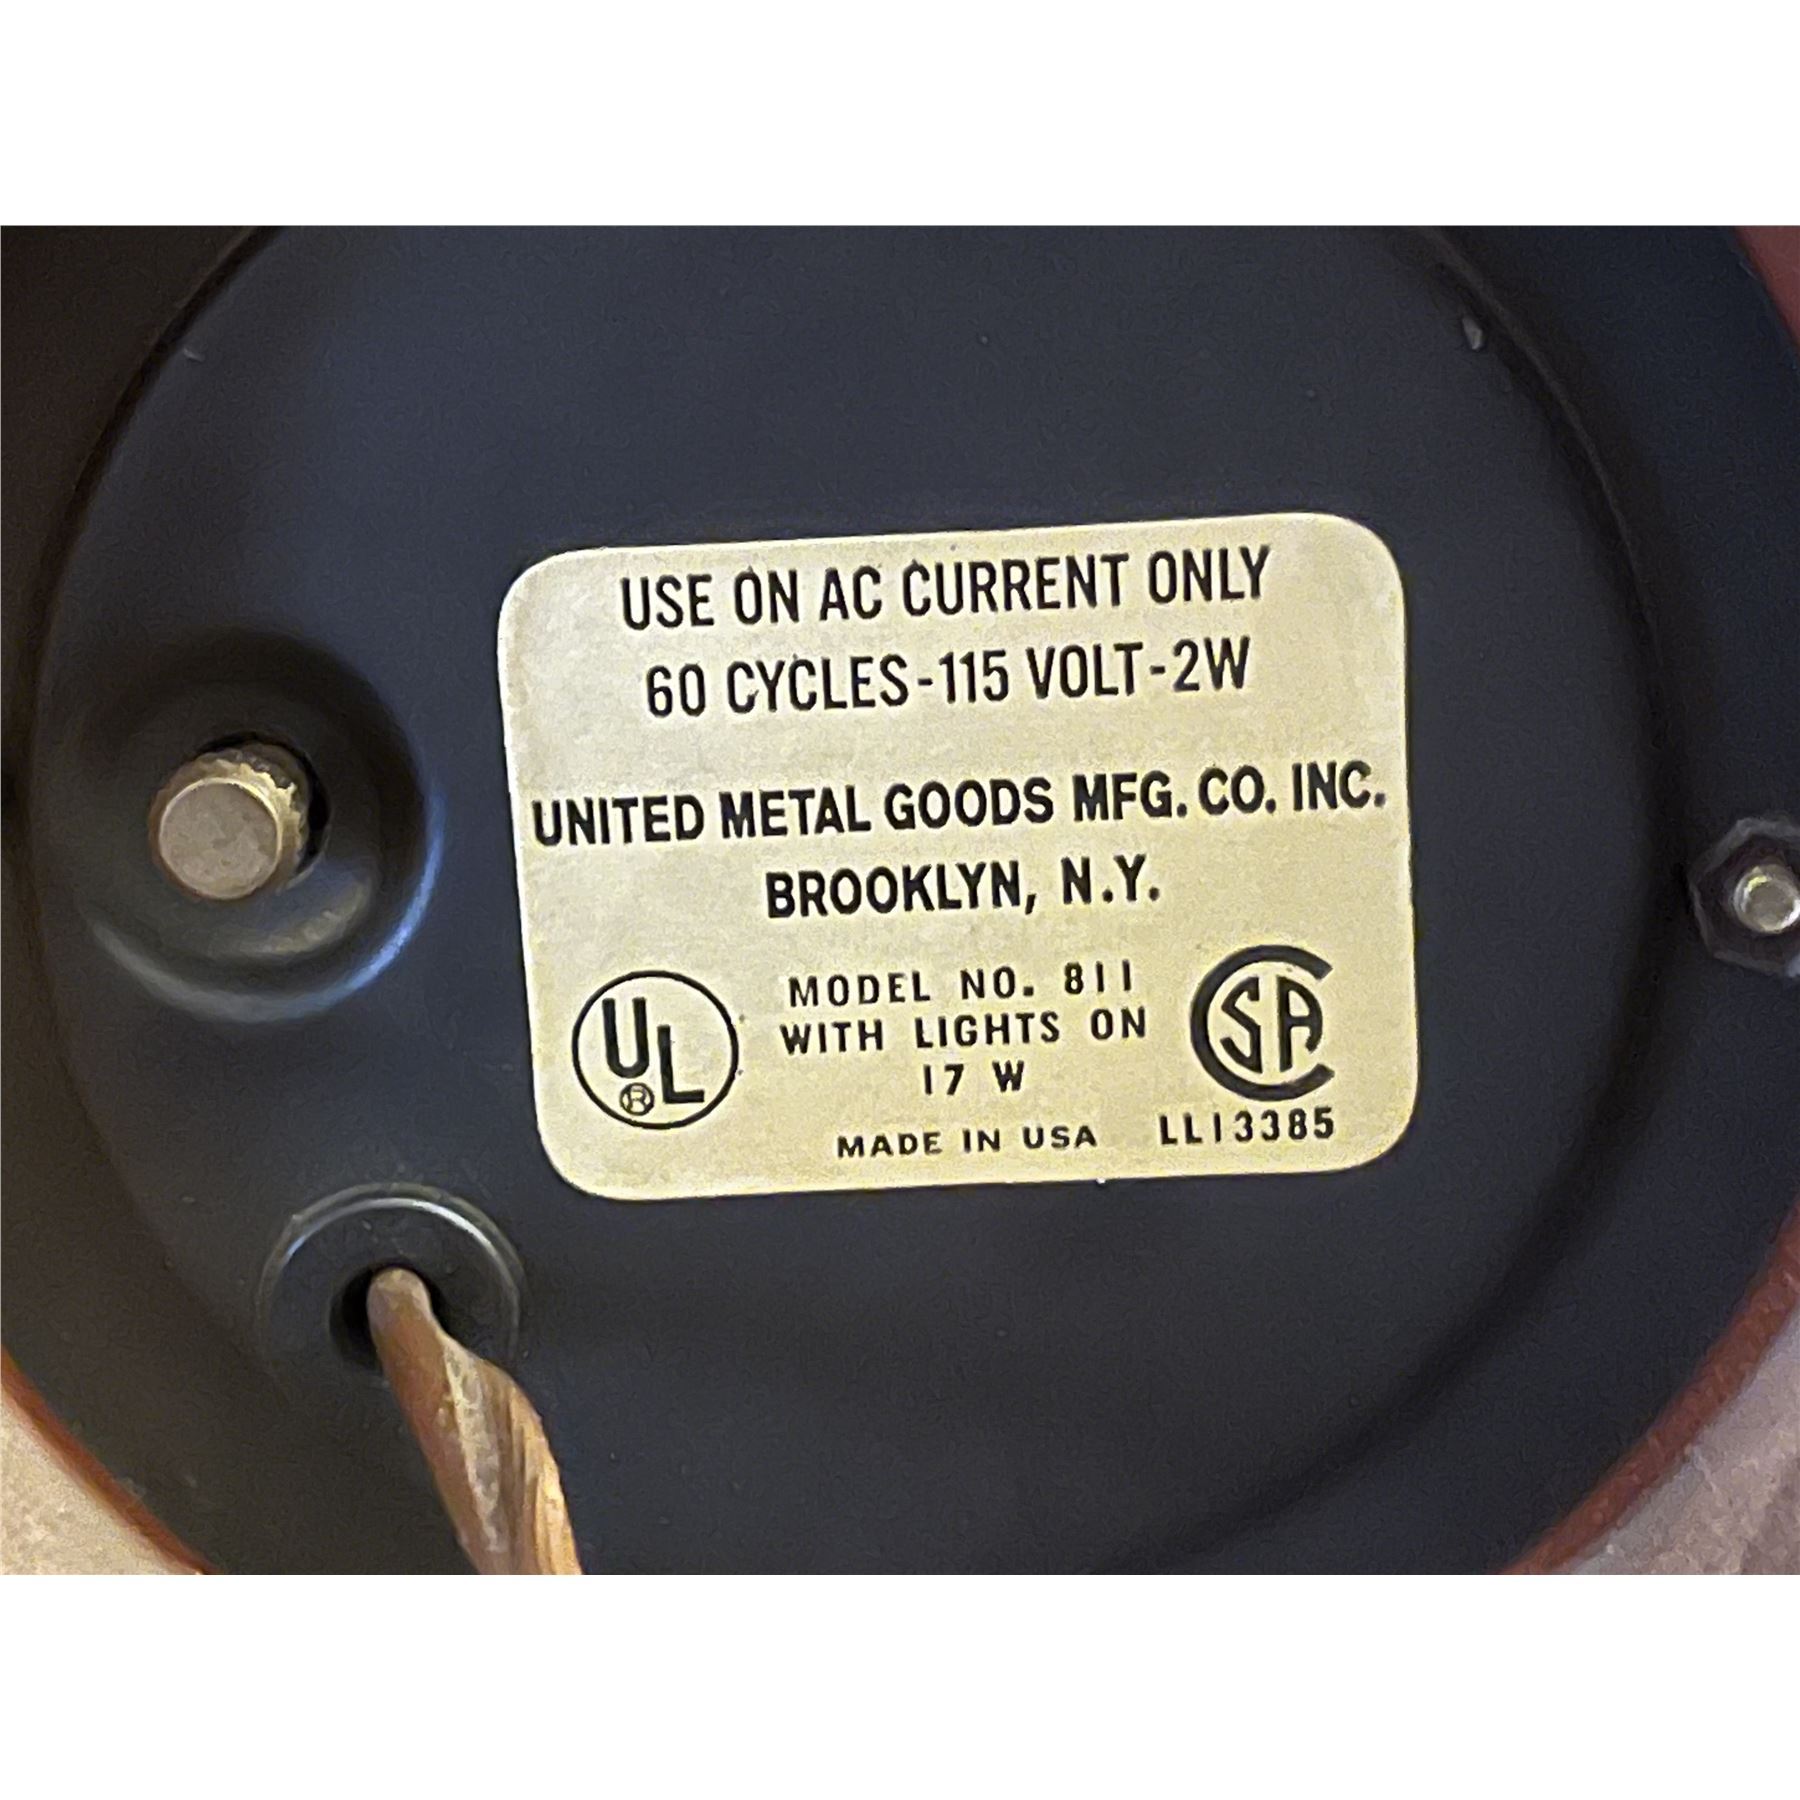 USE ON AC CURRENT ONLY
60 CYCLES-115 VOLT-2W
UNITED METAL GOODS MFG. CO. INC.
BROOKLYN, N.Y.
UL ® MODEL NO. 811 CSA
WITH LIGHTS ON
17 W
MADE IN USA LL13385